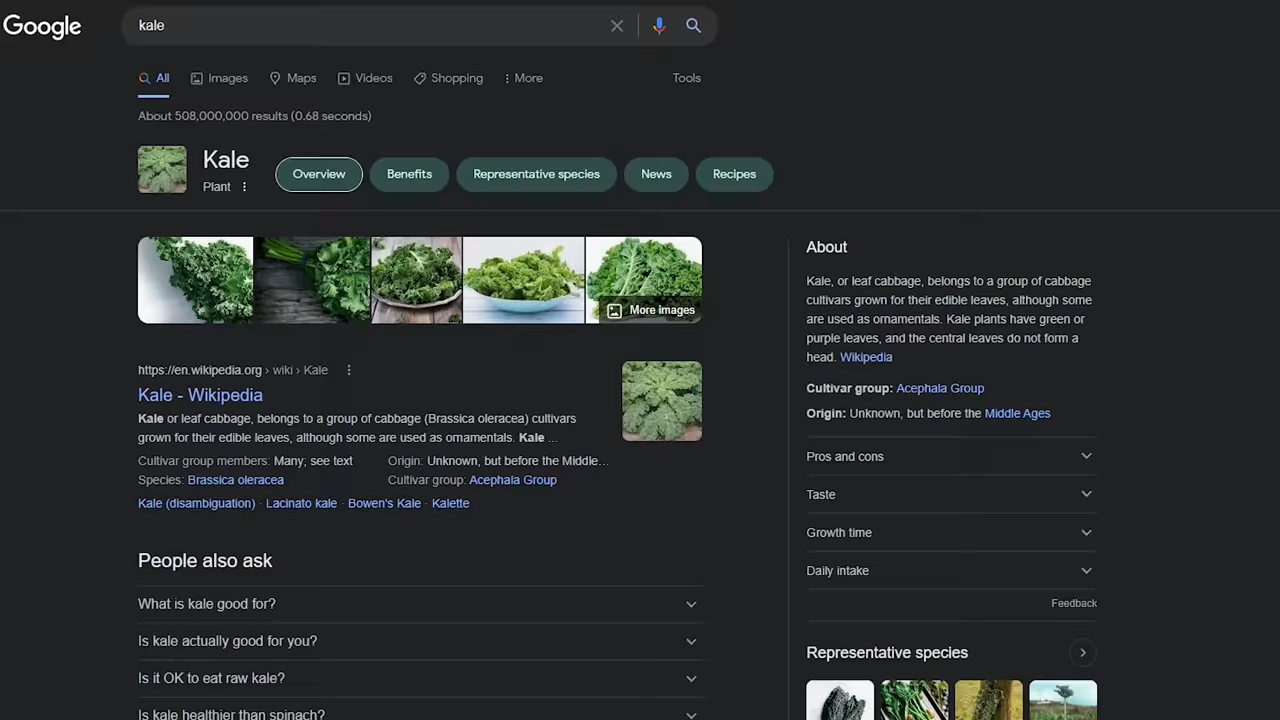 Google
kale
All
Images
Maps
Videos
Shopping
More
Tools
About 508,000,000 results (0.68 seconds)
Kale
Plant
Overview
Benefits
Representative species
News
Recipes
More images
https://en.wikipedia.org › wiki › Kale
Kale - Wikipedia
Kale or leaf cabbage, belongs to a group of cabbage (Brassica oleracea) cultivars
grown for their edible leaves, although some are used as ornamentals. Kale ...
Cultivar group members: Many; see text
Origin: Unknown, but before the Middle...
Species: Brassica oleracea
Cultivar group: Acephala Group
Kale (disambiguation) · Lacinato kale · Bowen's Kale · Kalette
People also ask
What is kale good for?
Is kale actually good for you?
Is it OK to eat raw kale?
Is kale healthier than spinach?
About
Kale, or leaf cabbage, belongs to a group of cabbage
cultivars grown for their edible leaves, although some
are used as ornamentals. Kale plants have green or
purple leaves, and the central leaves do not form a
head. Wikipedia
Cultivar group: Acephala Group
Origin: Unknown, but before the Middle Ages
Pros and cons
Taste
Growth time
Daily intake
Feedback
Representative species